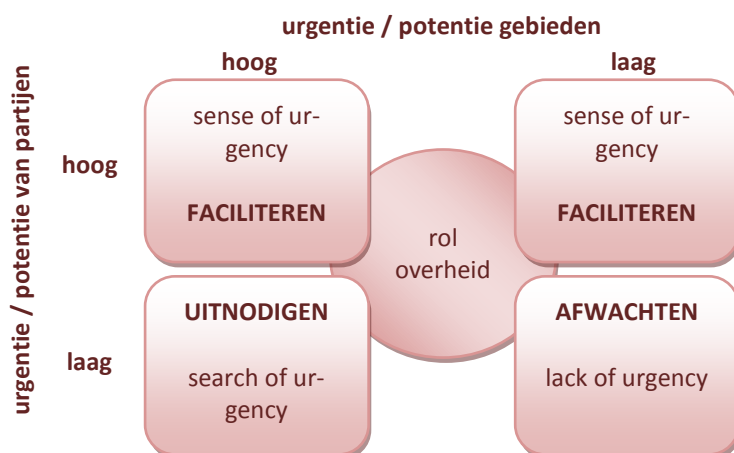 urgentie / potentie gebieden
hoog
laag
urgentie / potentie van partijen
hoog
sense of ur-
gency
FACILITEREN
sense of ur-
gency
FACILITEREN
rol
overheid
laag
UITNODIGEN
search of ur-
gency
AFWACHTEN
lack of urgency